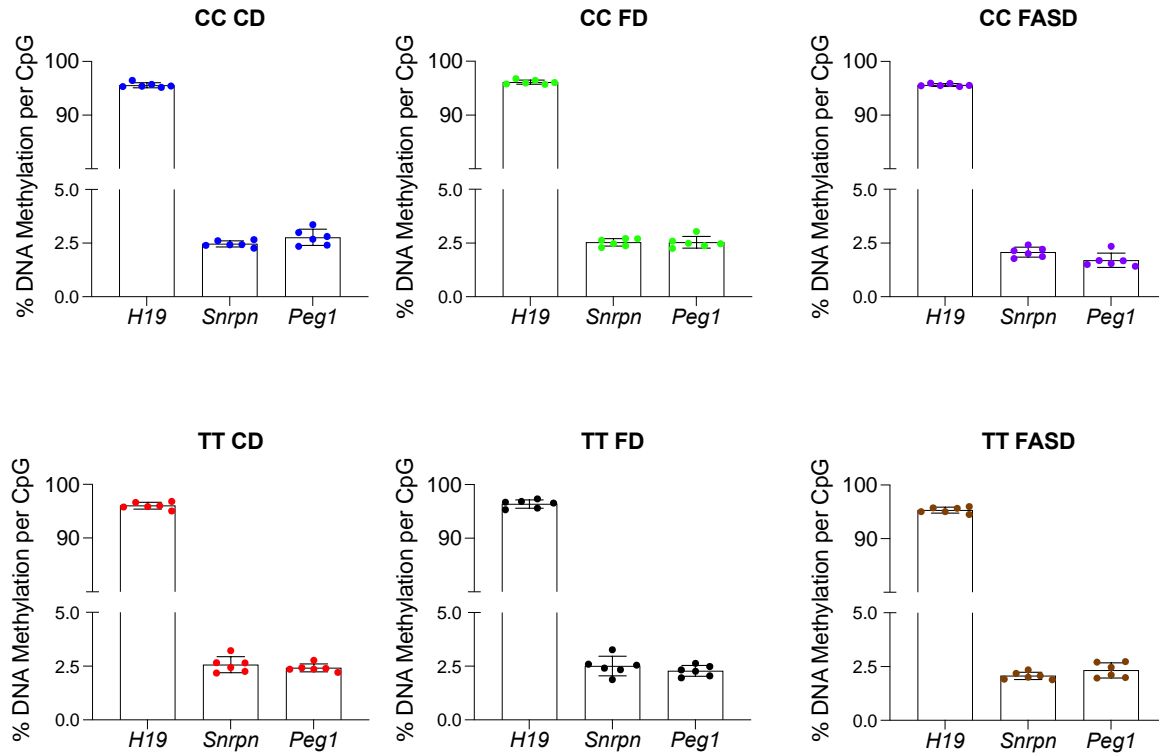 CC CD
CC FD
CC FASD
% DNA Methylation per CpG
100
90
5.0
2.5
0.0
H19 Snrpn Peg1
% DNA Methylation per CpG
100
90
5.0
2.5
0.0
H19 Snrpn Peg1
% DNA Methylation per CpG
100
90
5.0
2.5
0.0
H19 Snrpn Peg1
TT CD
TT FD
TT FASD
% DNA Methylation per CpG
100
90
5.0
2.5
0.0
H19 Snrpn Peg1
% DNA Methylation per CpG
100
90
5.0
2.5
0.0
H19 Snrpn Peg1
% DNA Methylation per CpG
100
90
5.0
2.5
0.0
H19 Snrpn Peg1